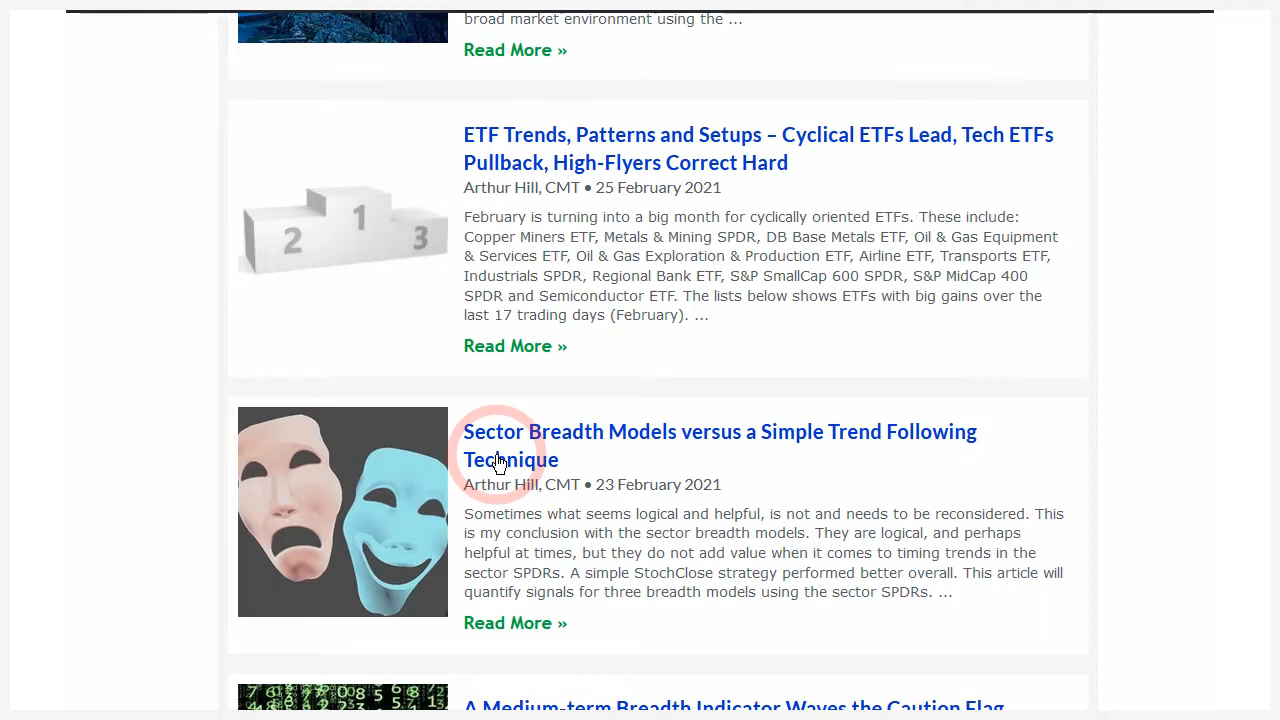 broad market environment using the ...
Read More »
ETF Trends, Patterns and Setups – Cyclical ETFs Lead, Tech ETFs
Pullback, High-Flyers Correct Hard
Arthur Hill, CMT • 25 February 2021
February is turning into a big month for cyclically oriented ETFs. These include:
Copper Miners ETF, Metals & Mining SPDR, DB Base Metals ETF, Oil & Gas Equipment
& Services ETF, Oil & Gas Exploration & Production ETF, Airline ETF, Transports ETF,
Industrials SPDR, Regional Bank ETF, S&P SmallCap 600 SPDR, S&P MidCap 400
SPDR and Semiconductor ETF. The lists below shows ETFs with big gains over the
last 17 trading days (February). ...
Read More »
2
1
3
Sector Breadth Models versus a Simple Trend Following
Technique
Arthur Hill, CMT • 23 February 2021
Sometimes what seems logical and helpful, is not and needs to be reconsidered. This
is my conclusion with the sector breadth models. They are logical, and perhaps
helpful at times, but they do not add value when it comes to timing trends in the
sector SPDRs. A simple StochClose strategy performed better overall. This article will
quantify signals for three breadth models using the sector SPDRs. ...
Read More »
A Medium-term Breadth Indicator Waves the Caution Flag